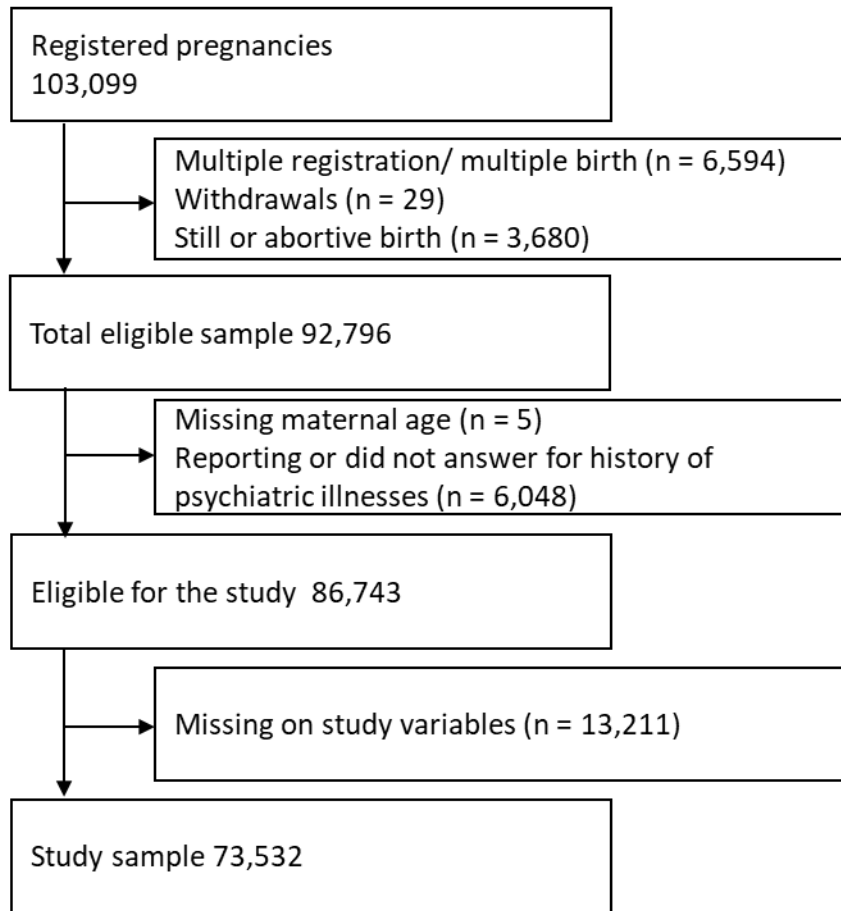 Registered pregnancies
103,099
Multiple registration/ multiple birth (n = 6,594)
Withdrawals (n = 29)
Still or abortive birth (n = 3,680)
Total eligible sample 92,796
Missing maternal age (n = 5)
Reporting or did not answer for history of
psychiatric illnesses (n = 6,048)
Eligible for the study  86,743
Missing on study variables (n = 13,211)
Study sample 73,532